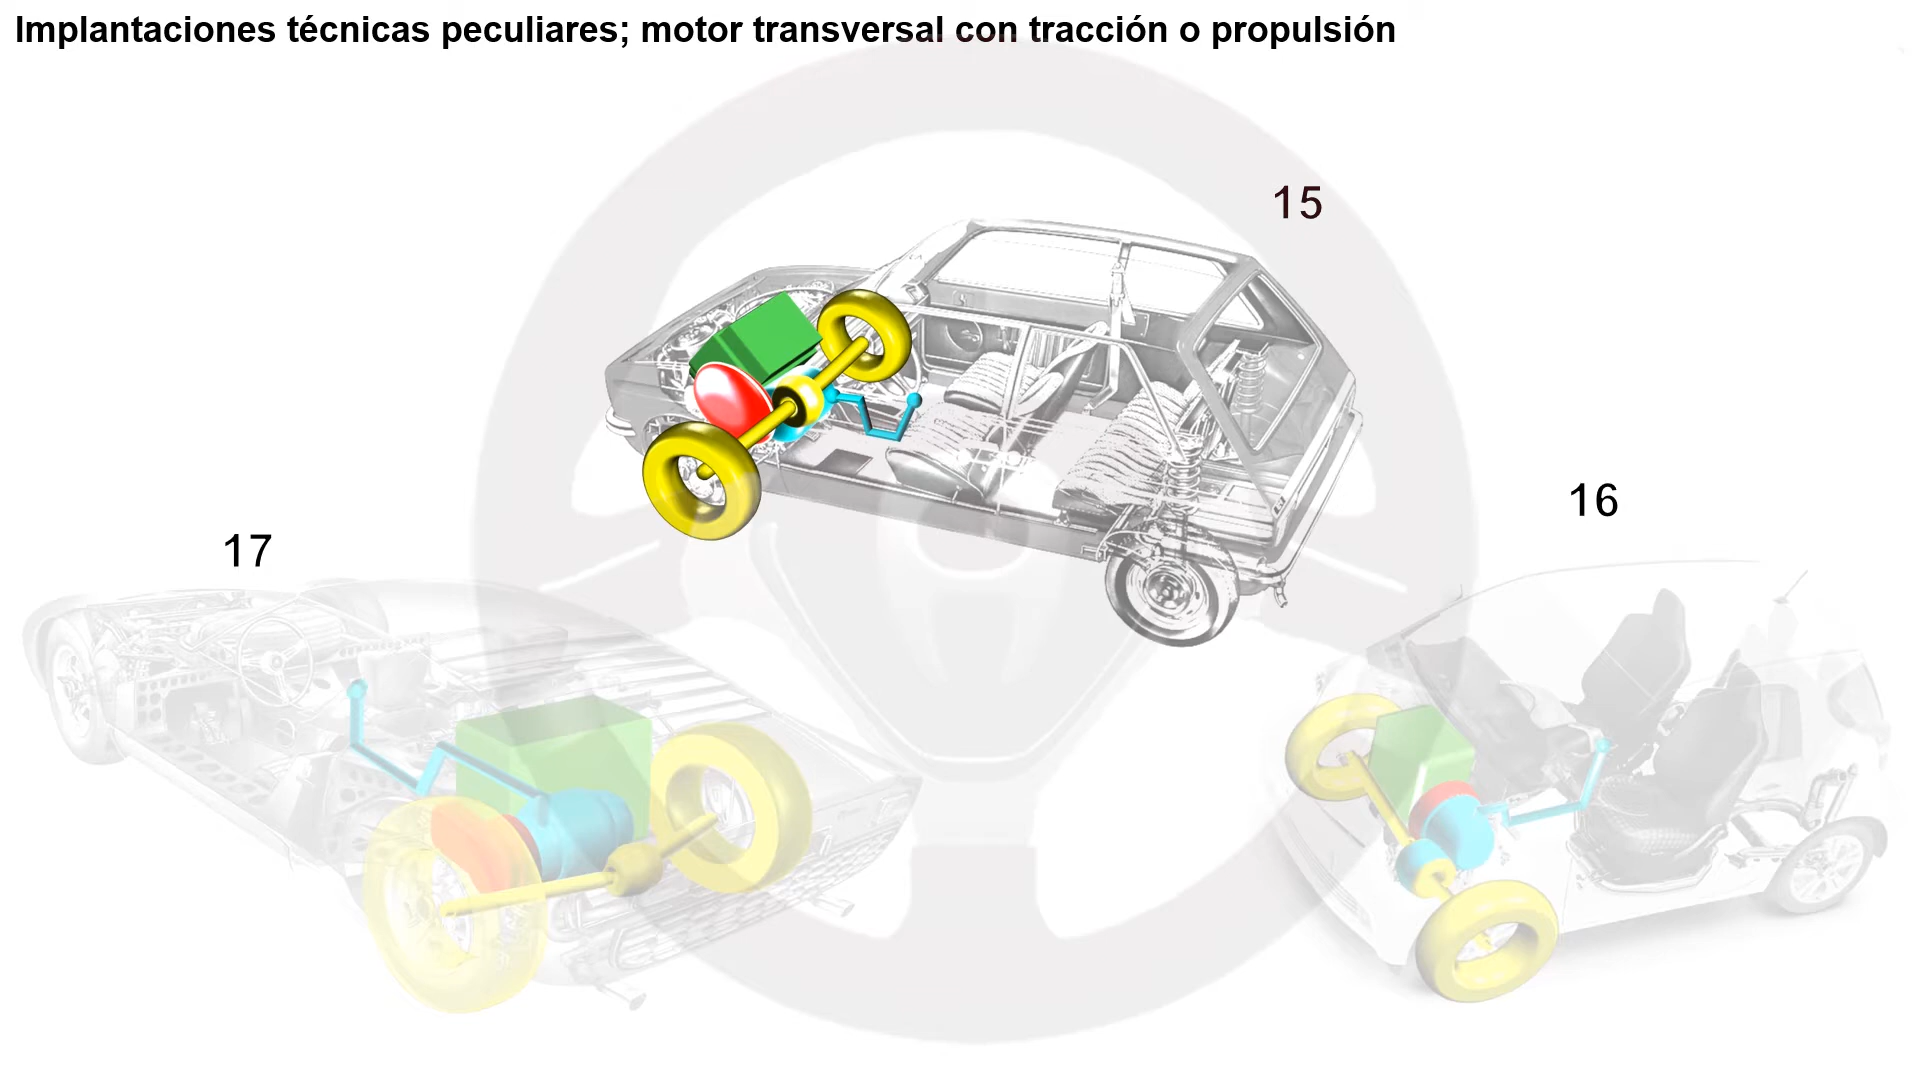 Implantaciones técnicas peculiares; motor transversal con tracción o propulsión
15
16
17